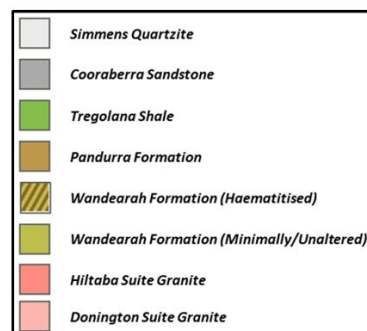 Simmens Quartzite
Cooraberra Sandstone
Tregolana Shale
Pandurra Formation
Wandearah Formation (Haematitised)
Wandearah Formation (Minimally/Unaltered)
Hiltaba Suite Granite
Donington Suite Granite